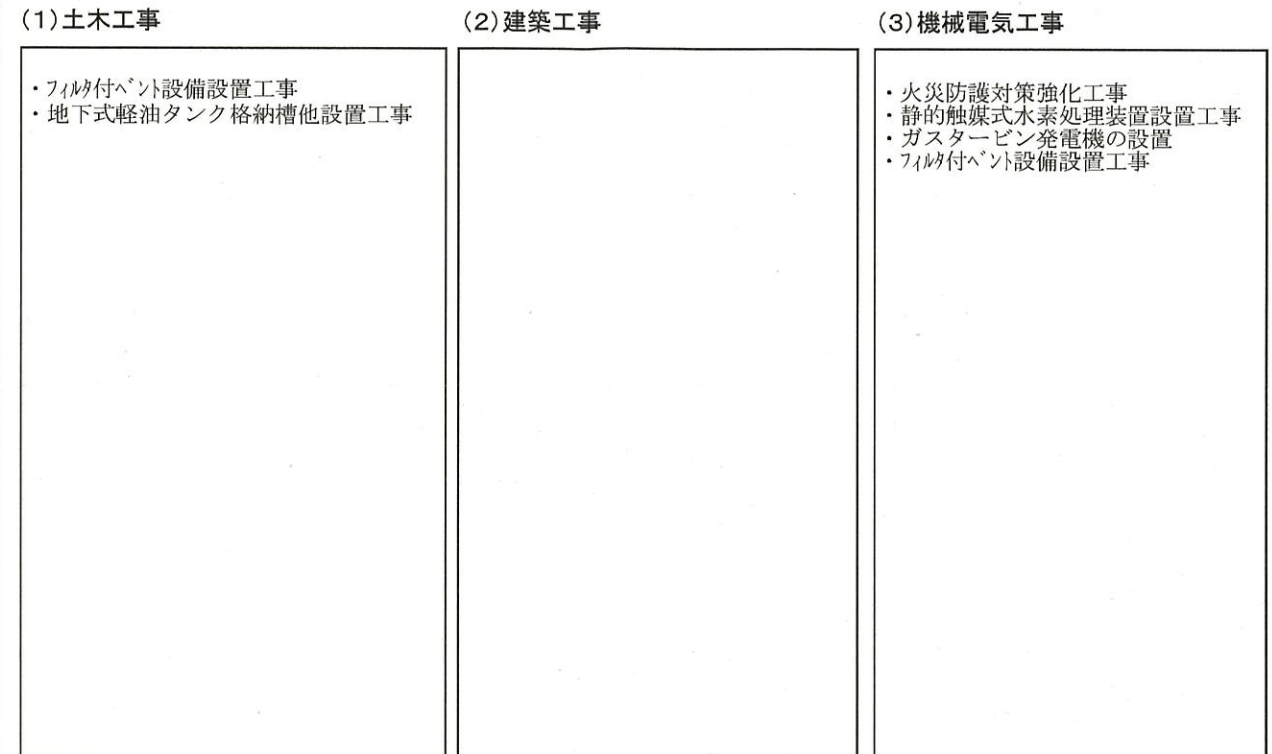 (1)土木工事
・ﾌｨﾙﾀ付ﾍﾞﾝﾄ設備設置工事
・地下式軽油タンク格納槽他設置工事
(2)建築工事
(3)機械電気工事
・火災防護対策強化工事
・静的触媒式水素処理装置設置工事
・ガスタービン発電機の設置
・ﾌｨﾙﾀ付ﾍﾞﾝﾄ設備設置工事